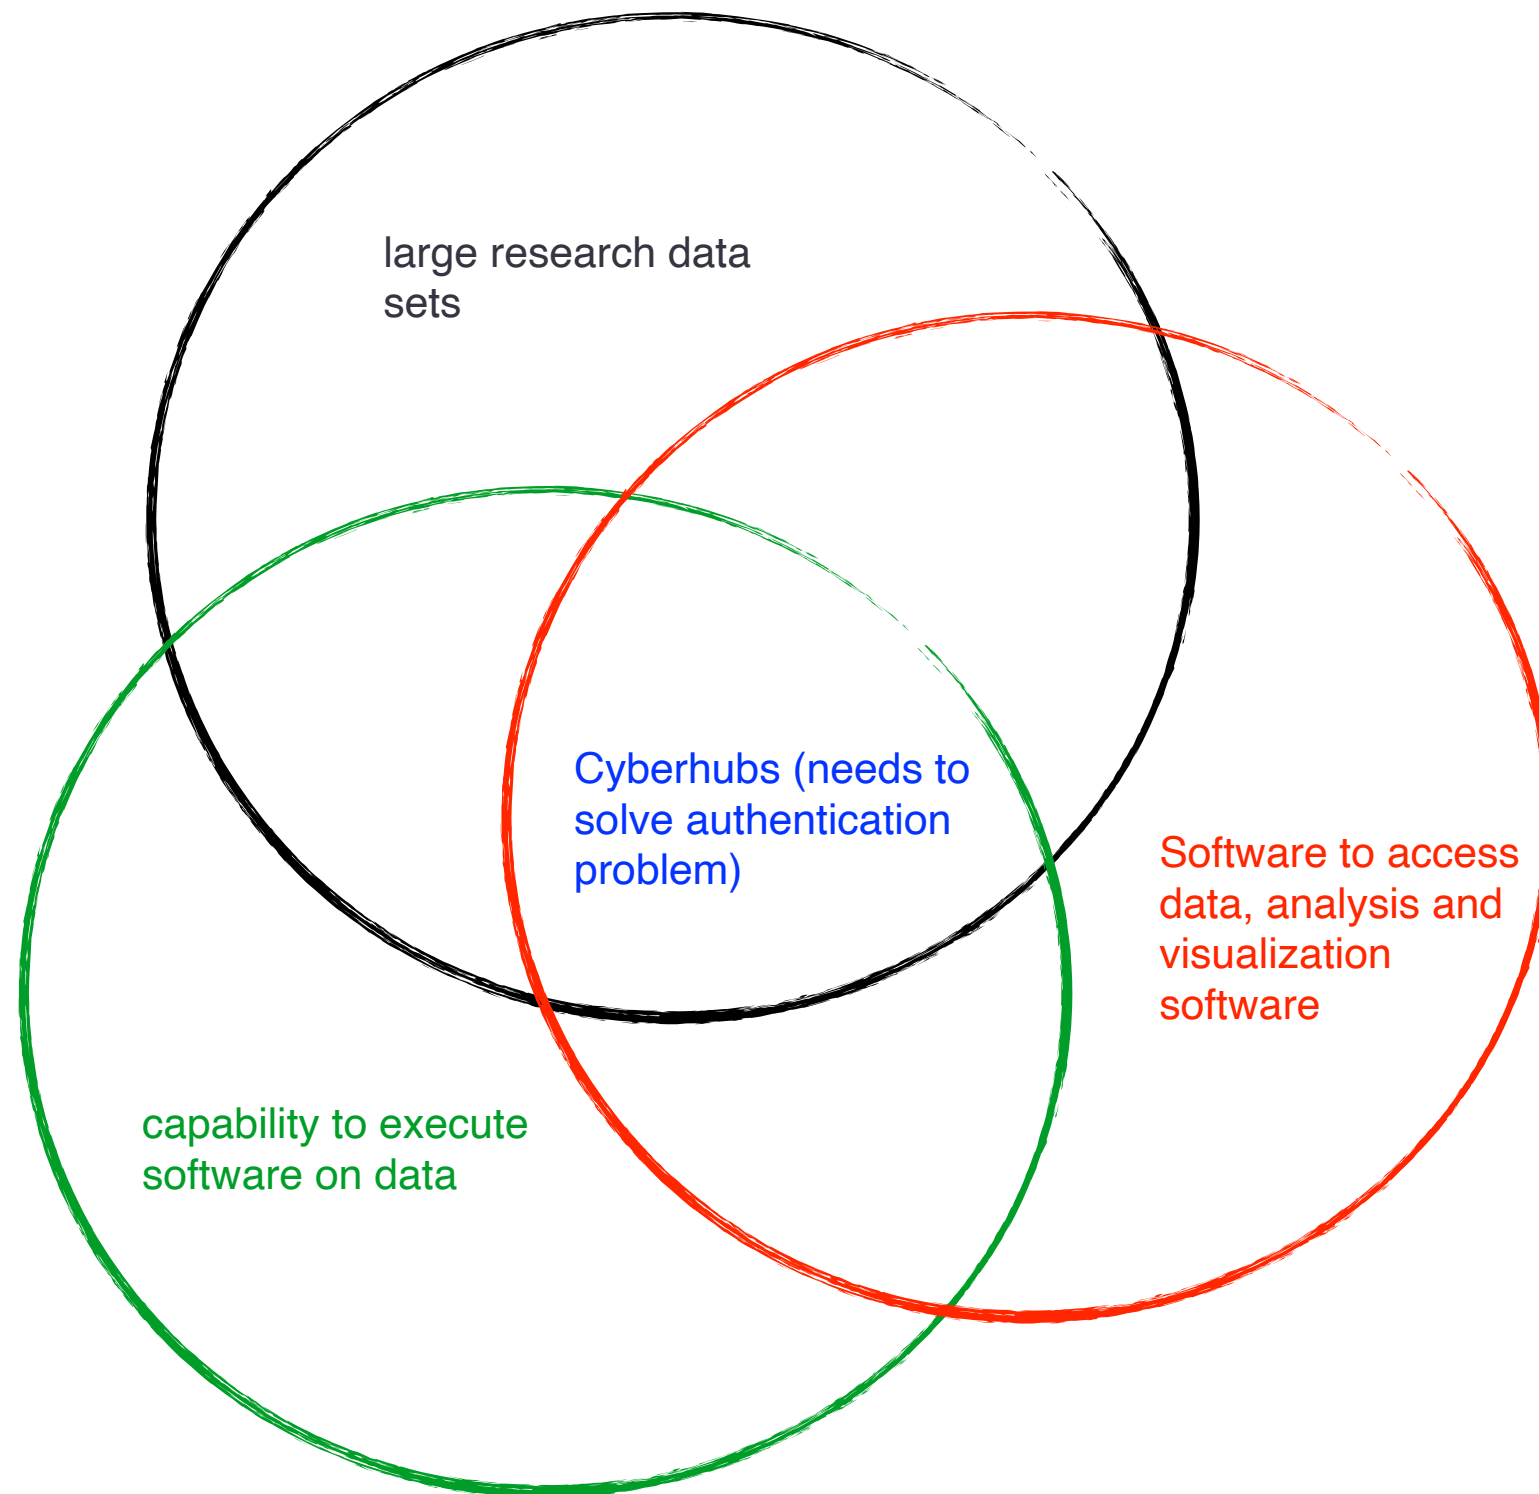 large research data
sets
Cyberhubs (needs to
solve authentication
problem)
Software to access
data, analysis and
visualization
software
capability to execute
software on data